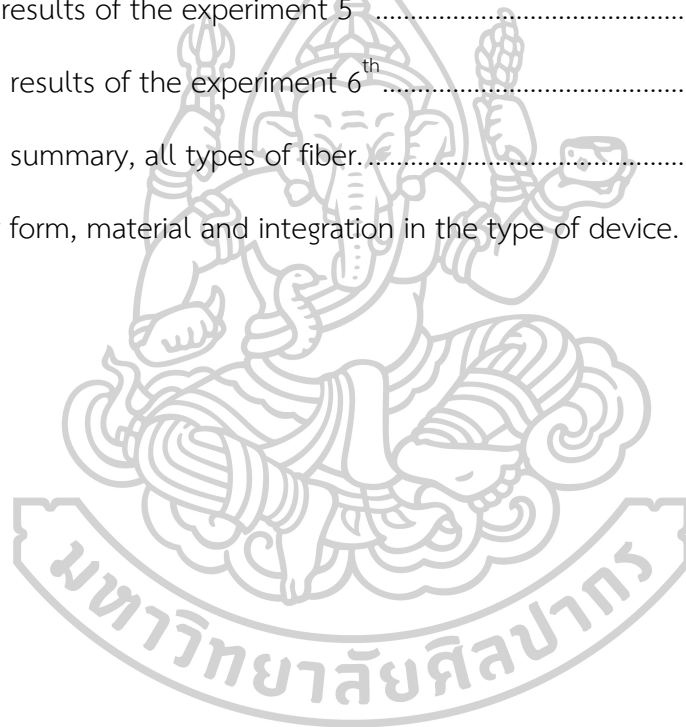 results of the experiment 5 ........................................
results of the experiment 6th........................................
summary, all types of fiber.........................................
form, material and integration in the type of device.
มหาวิทยาลัยศิลปากร